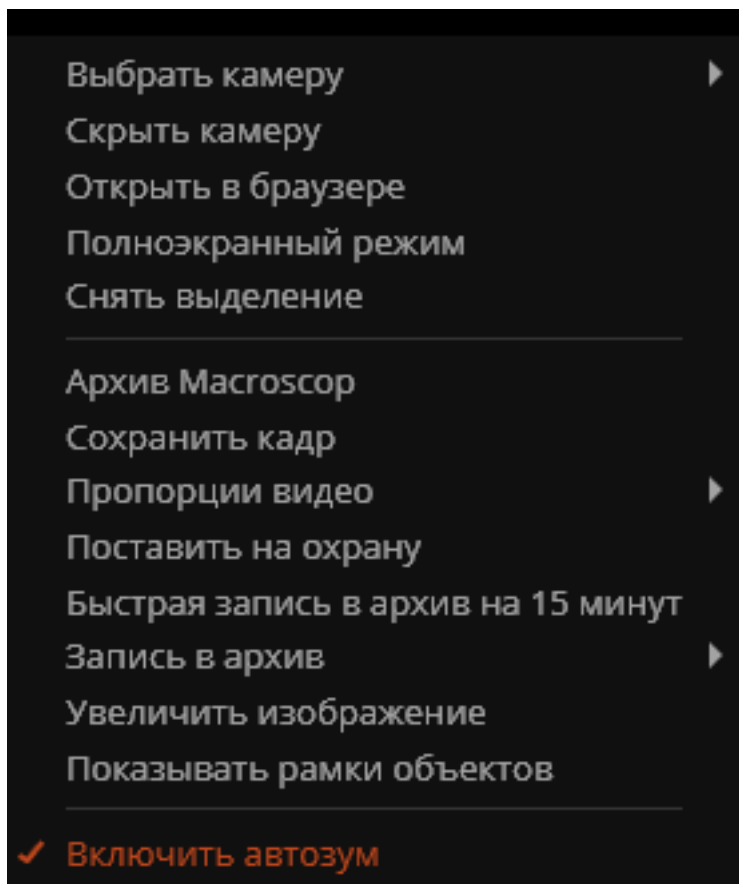 Выбрать камеру
Скрыть камеру
Открыть в браузере
Полноэкранный режим
Снять выделение
Архив Macroscop
Сохранить кадр
Пропорции видео
Поставить на охрану
Быстрая запись в архив на 15 минут
Запись в архив
Увеличить изображение
Показывать рамки объектов
Включить автозум